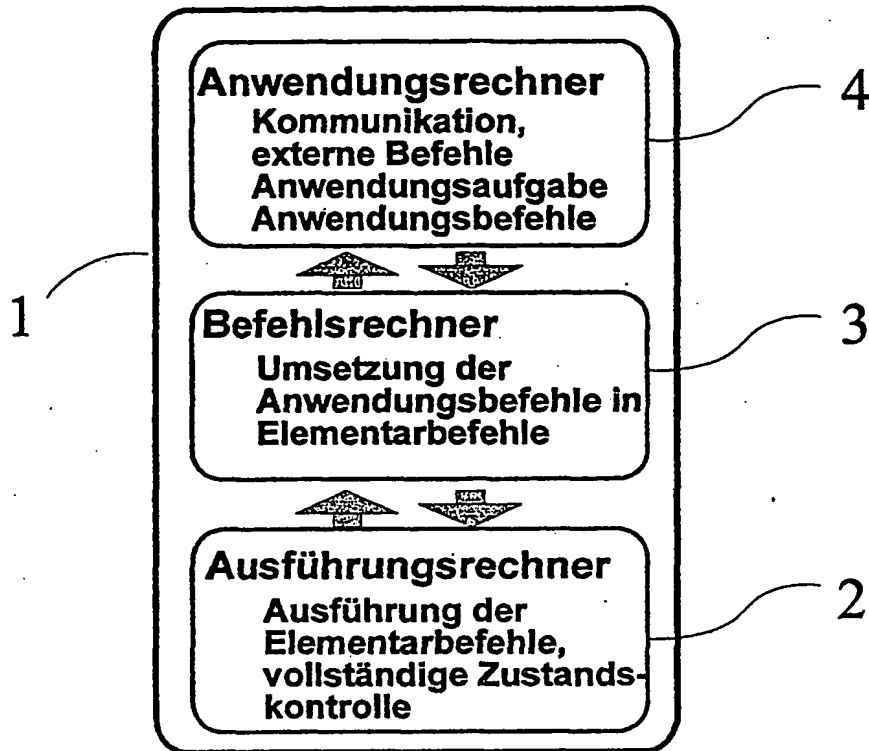 Anwendungsrechner
Kommunikation,
externe Befehle
Anwendungsaufgabe
Anwendungsbefehle
4
1
Befehlsrechner
Umsetzung der
Anwendungsbefehle in
Elementarbefehle
3
Ausführungsrechner
Ausführung der
Elementarbefehle,
vollständige Zustands-
kontrolle
2